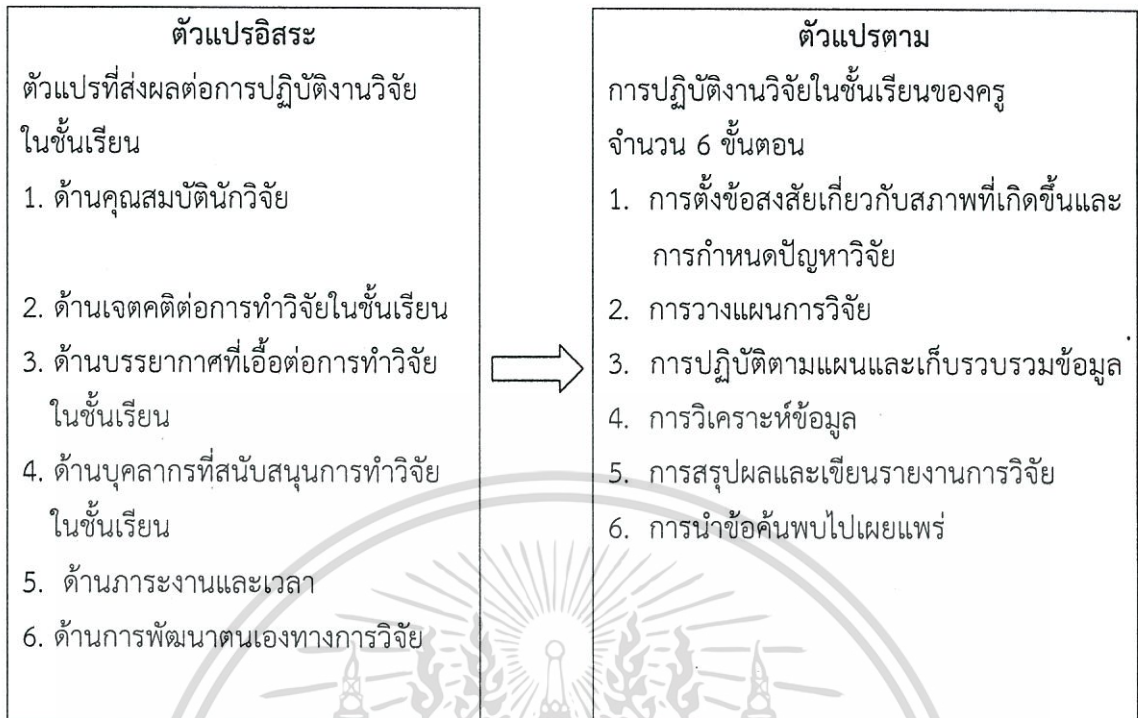 ตัวแปรอิสระ
ตัวแปรที่ส่งผลต่อการปฏิบัติงานวิจัย
ในชั้นเรียน
1. ด้านคุณสมบัตินักวิจัย
2. ด้านเจตคติต่อการทำวิจัยในชั้นเรียน
3. ด้านบรรยากาศที่เอื้อต่อการทำวิจัย
ในชั้นเรียน
4. ด้านบุคลากรที่สนับสนุนการทำวิจัย
ในชั้นเรียน
5. ด้านภาระงานและเวลา
6. ด้านการพัฒนาตนเองทางการวิจัย
ตัวแปรตาม
การปฏิบัติงานวิจัยในชั้นเรียนของครู
จำนวน 6 ขั้นตอน
1. การตั้งข้อสงสัยเกี่ยวกับสภาพที่เกิดขึ้นและ
การกำหนดปัญหาวิจัย
2. การวางแผนการวิจัย
3. การปฏิบัติตามแผนและเก็บรวบรวมข้อมูล
4. การวิเคราะห์ข้อมูล
5. การสรุปผลและเขียนรายงานการวิจัย
6. การนำข้อค้นพบไปเผยแพร่